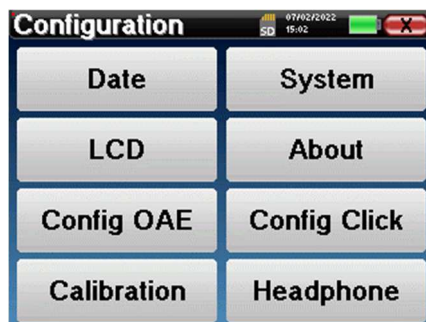 Configuration
SD
07/02/2022
15:02
X
Date
System
LCD
About
Config OAE
Config Click
Calibration
Headphone